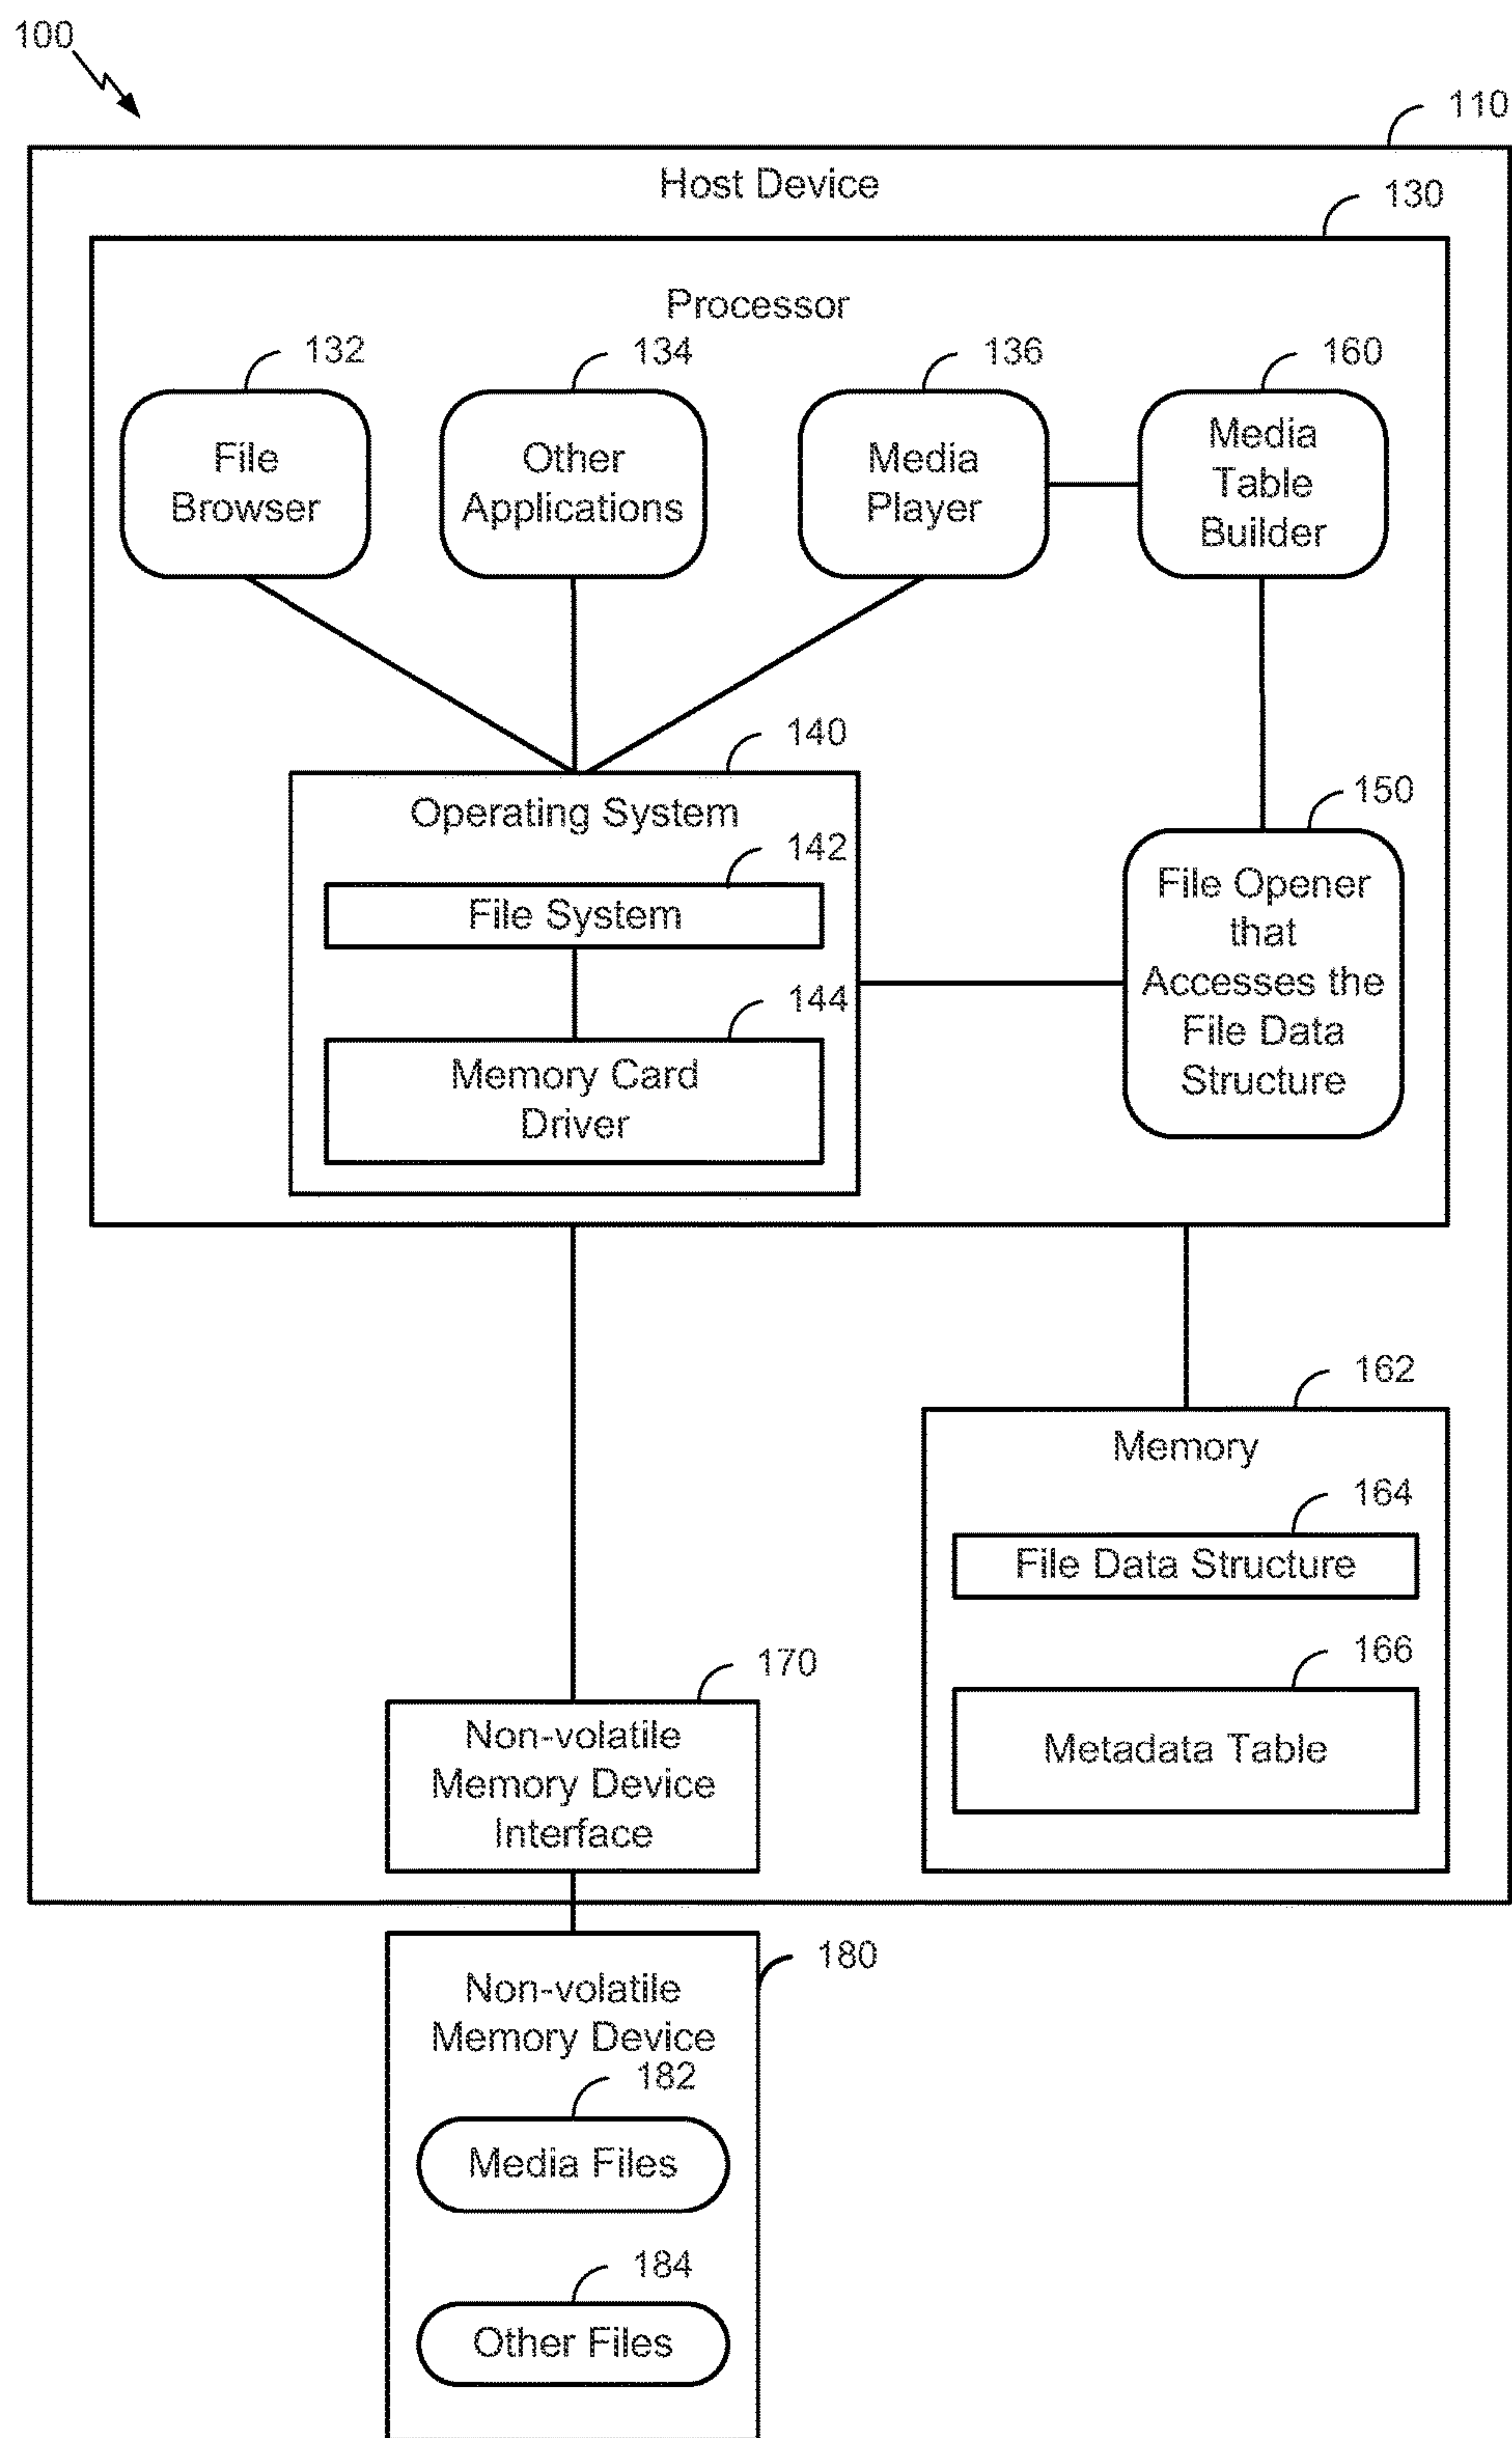 100
110
Host Device
130
Processor
132
134
136
160
File
Browser
Other
Applications
Media
Player
Media
Table
Builder
140
Operating System
142
File System
144
Memory Card
Driver
150
File Opener
that
Accesses the
File Data
Structure
162
Memory
164
File Data Structure
166
Metadata Table
170
Non-volatile
Memory Device
Interface
180
Non-volatile
Memory Device
182
Media Files
184
Other Files